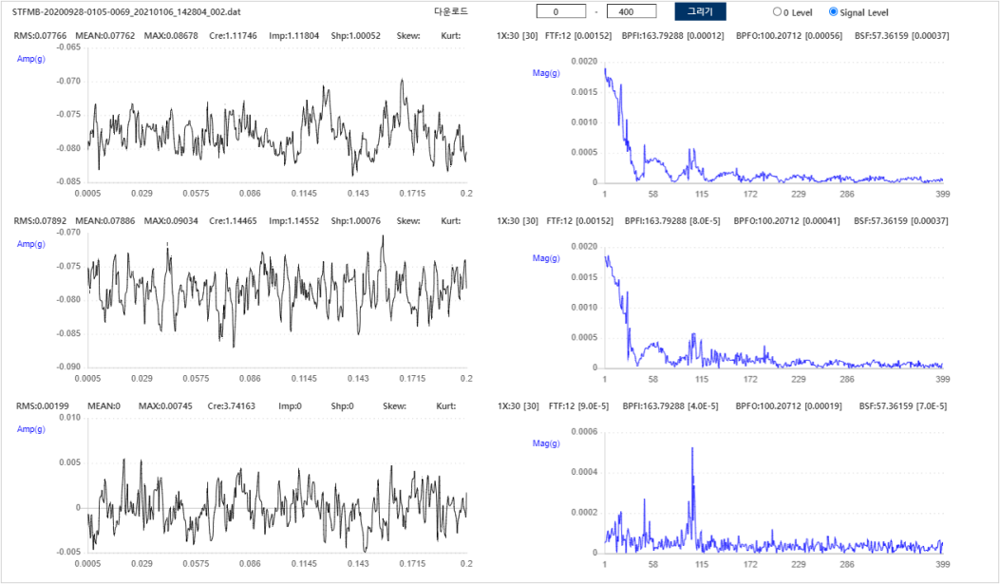 STFMB-20200928-0105-0069_20210106_142804_002.dat 다운로드 0 - 400 그리기 0 Level Signal Level
RMS:0.07766 MEAN:0.07762 MAX:0.08678 Cre:1.11746 Imp:1.11804 Shp:1.00052 Skew: Kurt:
Amp(g)
-0.065
-0.070
-0.075
-0.080
-0.085
0.0005 0.029 0.0575 0.086 0.1145 0.143 0.1715 0.2
1X:30 [30] FTF:12 [0.00152] BPFI:163.79288 [0.00012] BPFO:100.20712 [0.00056] BSF:57.36159 [0.00037]
Mag(g)
0.0020
0.0015
0.0010
0.0005
0
1 58 115 172 229 286 399
RMS:0.07892 MEAN:0.07886 MAX:0.09034 Cre:1.14465 Imp:1.14552 Shp:1.00076 Skew: Kurt:
Amp(g)
-0.070
-0.075
-0.080
-0.085
-0.090
0.0005 0.029 0.0575 0.086 0.1145 0.143 0.1715 0.2
1X:30 [30] FTF:12 [0.00152] BPFI:163.79288 [8.0E-5] BPFO:100.20712 [0.00041] BSF:57.36159 [0.00037]
Mag(g)
0.0020
0.0015
0.0010
0.0005
0
1 58 115 172 229 286 399
RMS:0.00199 MEAN:0 MAX:0.00745 Cre:3.74163 Imp:0 Shp:0 Skew: Kurt:
Amp(g)
0.010
0.005
0
-0.005
0.0005 0.029 0.0575 0.086 0.1145 0.143 0.1715 0.2
1X:30 [30] FTF:12 [9.0E-5] BPFI:163.79288 [4.0E-5] BPFO:100.20712 [0.00019] BSF:57.36159 [7.0E-5]
Mag(g)
0.0006
0.0004
0.0002
0
1 58 115 172 229 286 399